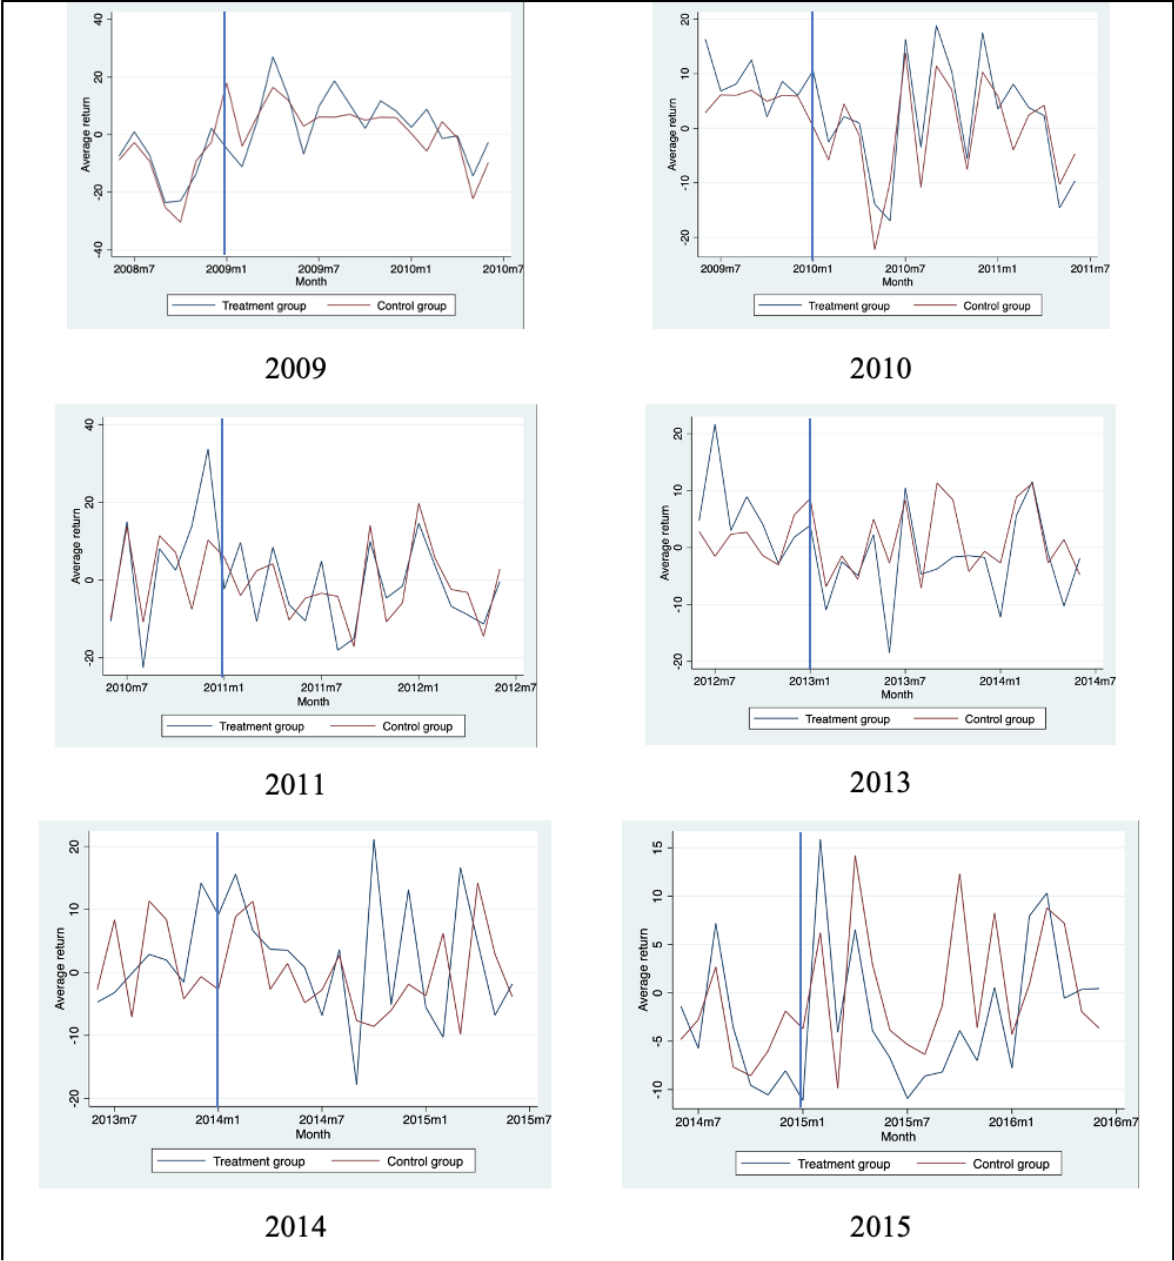 40
20
0
-20
-40
Average return
2008m7 2009m1 2009m7 2010m1 2010m7
Month
Treatment group Control group
2009
20
10
0
-10
-20
Average return
2009m7 2010m1 2010m7 2011m1 2011m7
Month
Treatment group Control group
2010
40
20
0
-20
Average return
2010m7 2011m1 2011m7 2012m1 2012m7
Month
Treatment group Control group
2011
20
10
0
-10
-20
Average return
2012m7 2013m1 2013m7 2014m1 2014m7
Month
Treatment group Control group
2013
20
10
0
-10
-20
Average return
2013m7 2014m1 2014m7 2015m1 2015m7
Month
Treatment group Control group
2014
15
10
5
0
-5
-10
Average return
2014m7 2015m1 2015m7 2016m1 2016m7
Month
Treatment group Control group
2015